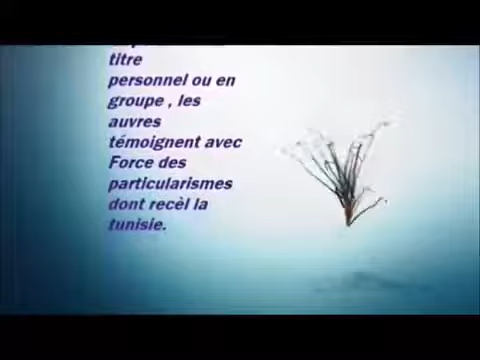 titre
personnel ou en
groupe , les
auvres
témoignent avec
Force des
particularismes
dont recèl la
tunisie.